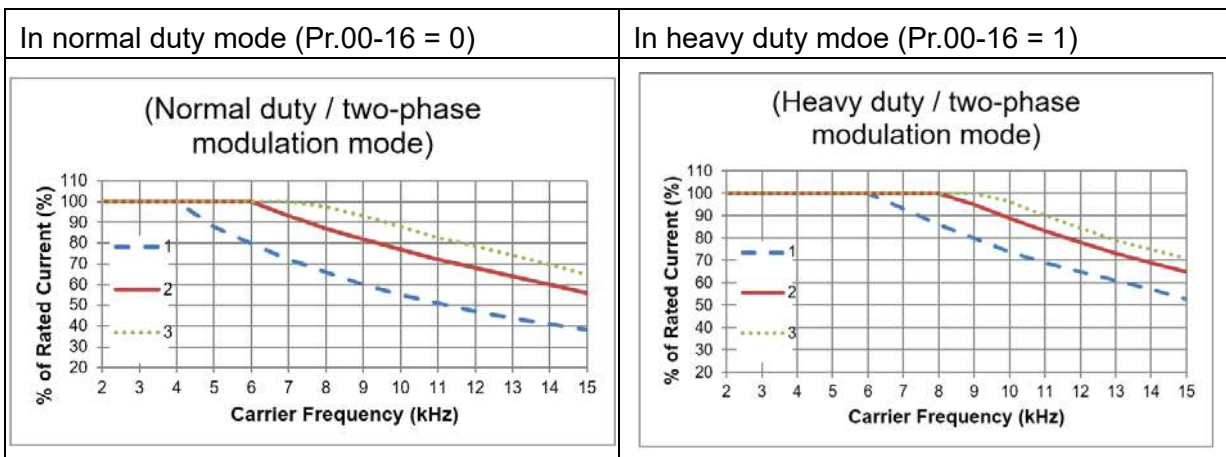 In normal duty mode (Pr.00-16 = 0)
In heavy duty mdoe (Pr.00-16 = 1)
(Normal duty / two-phase
modulation mode)
% of Rated Current (%)
110
100
90
80
70
60
50
40
30
20
1
2
3
2 3 4 5 6 7 8 9 10 11 12 13 14 15
Carrier Frequency (kHz)
(Heavy duty / two-phase
modulation mode)
% of Rated Current (%)
110
100
90
80
70
60
50
40
30
20
1
2
3
2 3 4 5 6 7 8 9 10 11 12 13 14 15
Carrier Frequency (kHz)